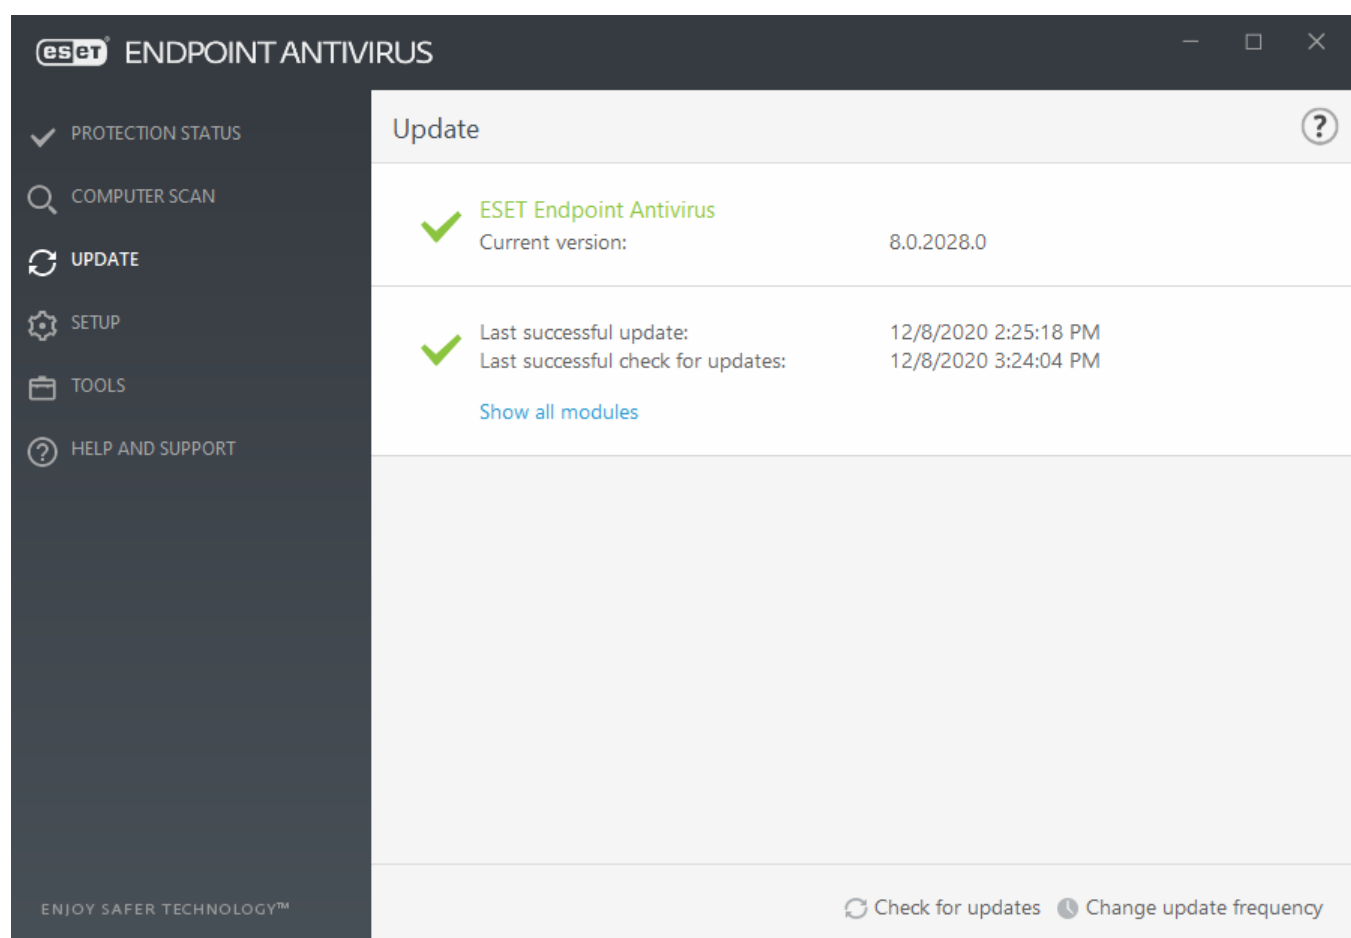 eset ENDPOINT ANTIVIRUS
PROTECTION STATUS
COMPUTER SCAN
UPDATE
SETUP
TOOLS
HELP AND SUPPORT
ENJOY SAFER TECHNOLOGY™
Update
?
ESET Endpoint Antivirus
Current version: 8.0.2028.0
Last successful update: 12/8/2020 2:25:18 PM
Last successful check for updates: 12/8/2020 3:24:04 PM
Show all modules
Check for updates Change update frequency